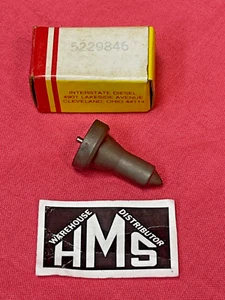 5229846
INTERSTATE DIESEL
4901 LAKESIDE AVENUE
CLEVELAND, OHIO 44114
WAREHOUSE DISTRIBUTOR
HMS